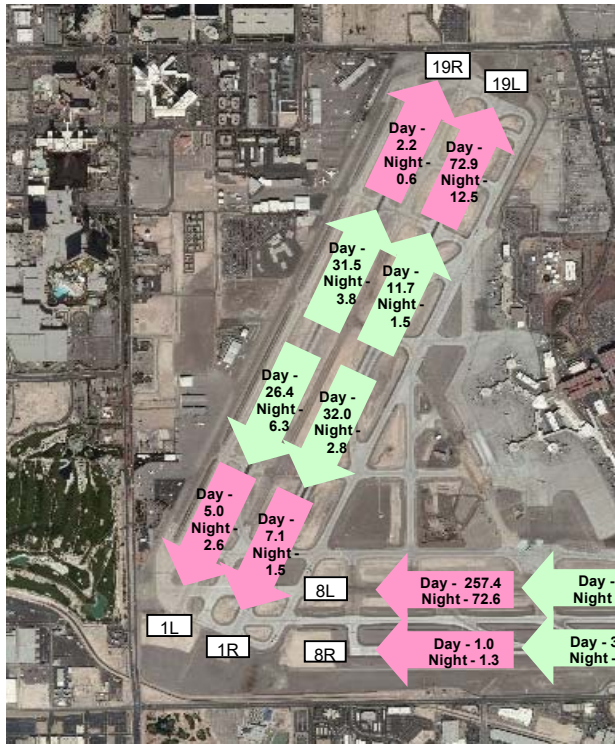 19R
19L
Day -
2.2
Night -
0.6
Day -
72.9
Night -
12.5
Day -
31.5
Night -
3.8
Day -
11.7
Night -
1.5
Day -
26.4
Night -
6.3
Day -
32.0
Night -
2.8
Day -
5.0
Night -
2.6
Day -
7.1
Night -
1.5
8L
Day - 257.4
Night - 72.6
Day -
Night
1L
1R
8R
Day - 1.0
Night - 1.3
Day - 3
Night -